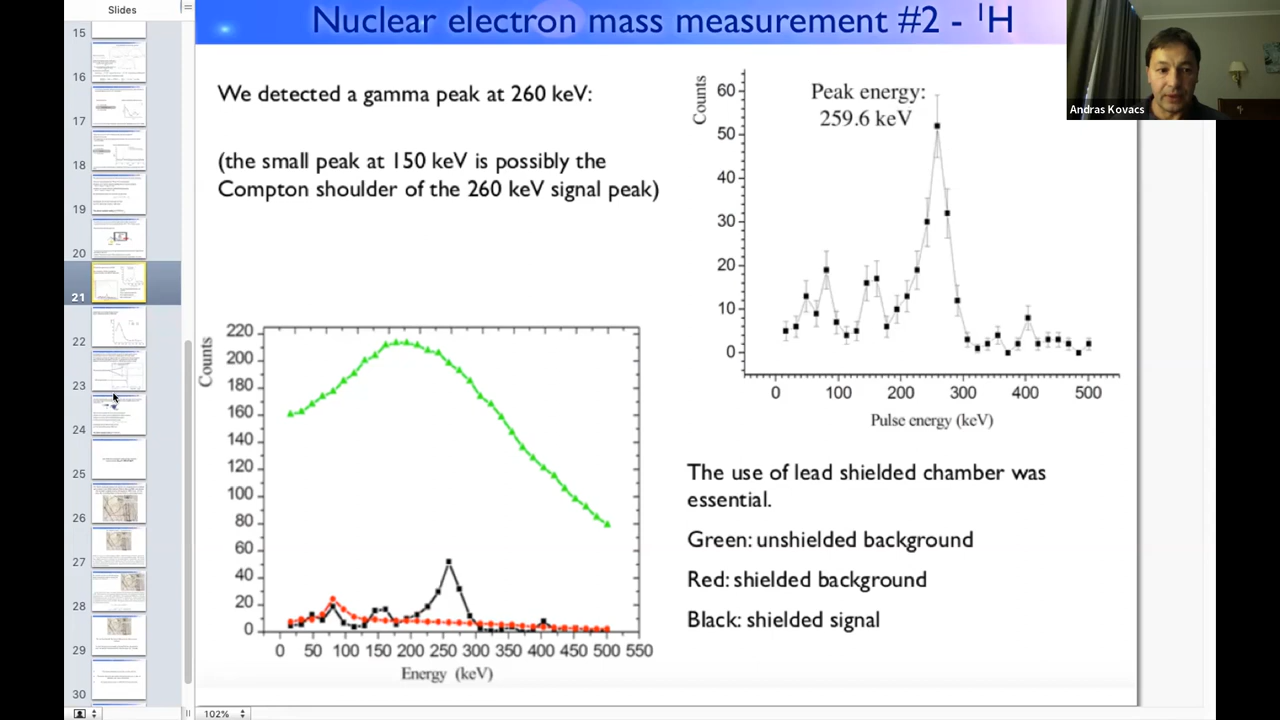 Slides
Nuclear electron mass measurement #2 - ¹H
Andras Kovacs
15
16
17
18
19
20
21
22
23
24
25
26
27
28
29
30
We detected a gamma peak at 260 keV:
(the small peak at 150 keV is possibly the
Compton shoulder of the 260 keV signal peak)
Counts
60
50
40
30
20
10
0
Peak energy:
259.6 keV
0 100 200 300 400 500
Pulse energy (keV)
Counts
220
200
180
160
140
120
100
80
60
40
20
0
0 50 100 150 200 250 300 350 400 450 500 550
Energy (keV)
The use of lead shielded chamber was
essential.
Green: unshielded background
Red: shielded background
Black: shielded signal
102%